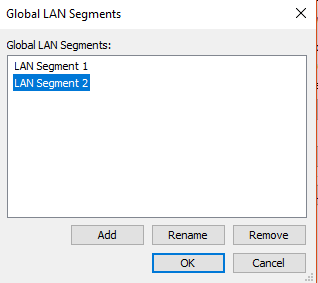 Global LAN Segments
Global LAN Segments:
LAN Segment 1
LAN Segment 2
Add Rename Remove
OK Cancel